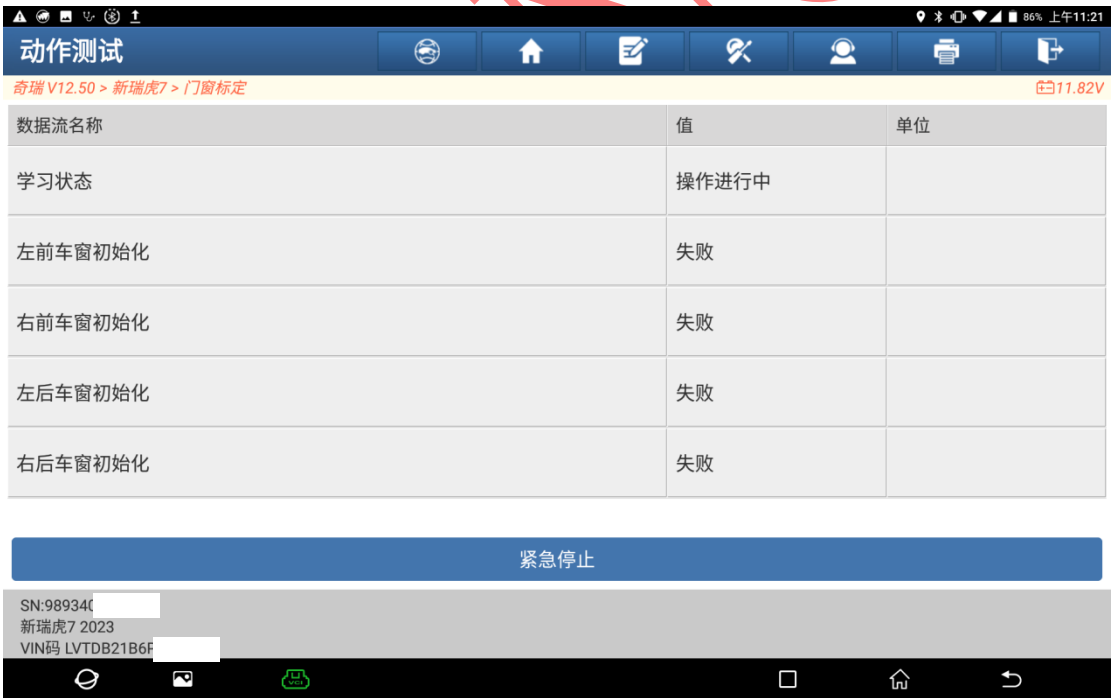 86% 上午11:21
动作测试
奇瑞 V12.50 > 新瑞虎7 > 门窗标定 11.82V
数据流名称 值 单位
学习状态 操作进行中
左前车窗初始化 失败
右前车窗初始化 失败
左后车窗初始化 失败
右后车窗初始化 失败
紧急停止
SN:989340
新瑞虎7 2023
VIN码 LVTDB21B6
VCI